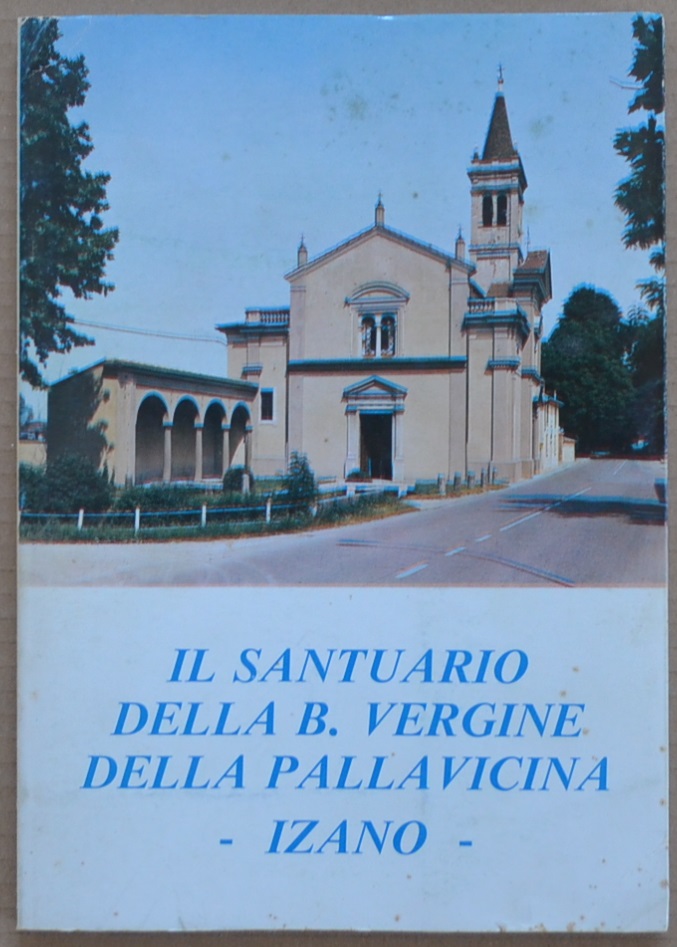 IL SANTUARIO
DELLA B. VERGINE
DELLA PALLAVICINA
- IZANO -